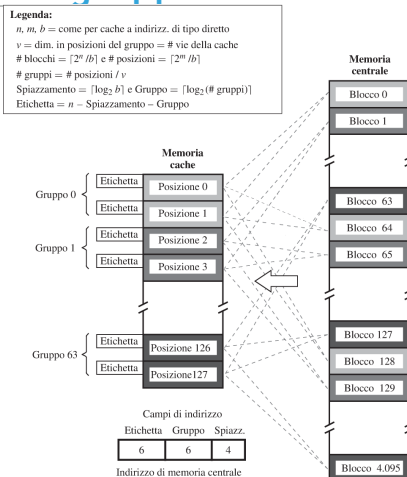 Legenda:
n, m, b = come per cache a indirizz. di tipo diretto
v = dim. in posizioni del gruppo = # vie della cache
# blocchi = ⌈2ⁿ /b⌉ e # posizioni = ⌈2ᵐ /b⌉
# gruppi = # posizioni / v
Spiazzamento = ⌈log₂ b⌉ e Gruppo = ⌈log₂ (# gruppi)⌉
Etichetta = n – Spiazzamento – Gruppo
Memoria
centrale
Blocco 0
Blocco 1
Memoria
cache
Gruppo 0
Etichetta
Posizione 0
Etichetta
Posizione 1
Gruppo 1
Etichetta
Posizione 2
Etichetta
Posizione 3
Blocco 63
Blocco 64
Blocco 65
Gruppo 63
Etichetta
Posizione 126
Etichetta
Posizione127
Blocco 127
Blocco 128
Blocco 129
Blocco 4.095
Campi di indirizzo
Etichetta Gruppo Spiazz.
6 6 4
Indirizzo di memoria centrale